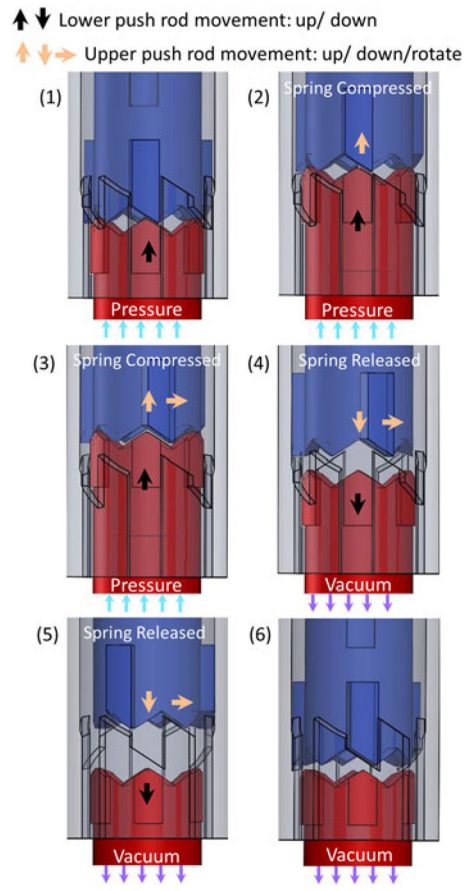 Lower push rod movement: up/ down
Upper push rod movement: up/ down/rotate
(1)
(2)
Spring Compressed
Pressure
Pressure
(3)
Spring Compressed
(4)
Spring Released
Pressure
Vacuum
(5)
Spring Released
(6)
Vacuum
Vacuum